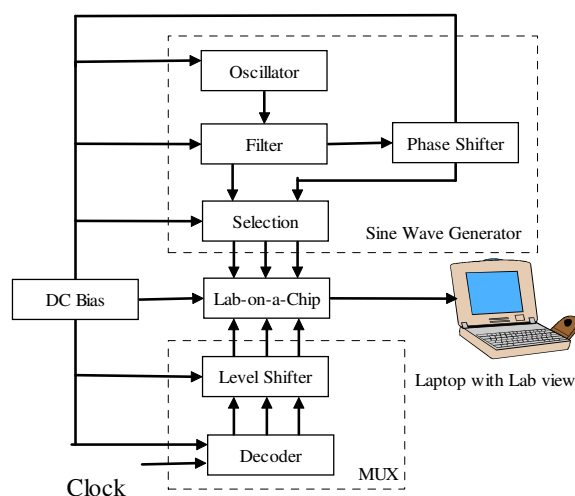 Oscillator
Filter
Phase Shifter
Selection
Sine Wave Generator
DC Bias
Lab-on-a-Chip
Level Shifter
Laptop with Lab view
Decoder
MUX
Clock